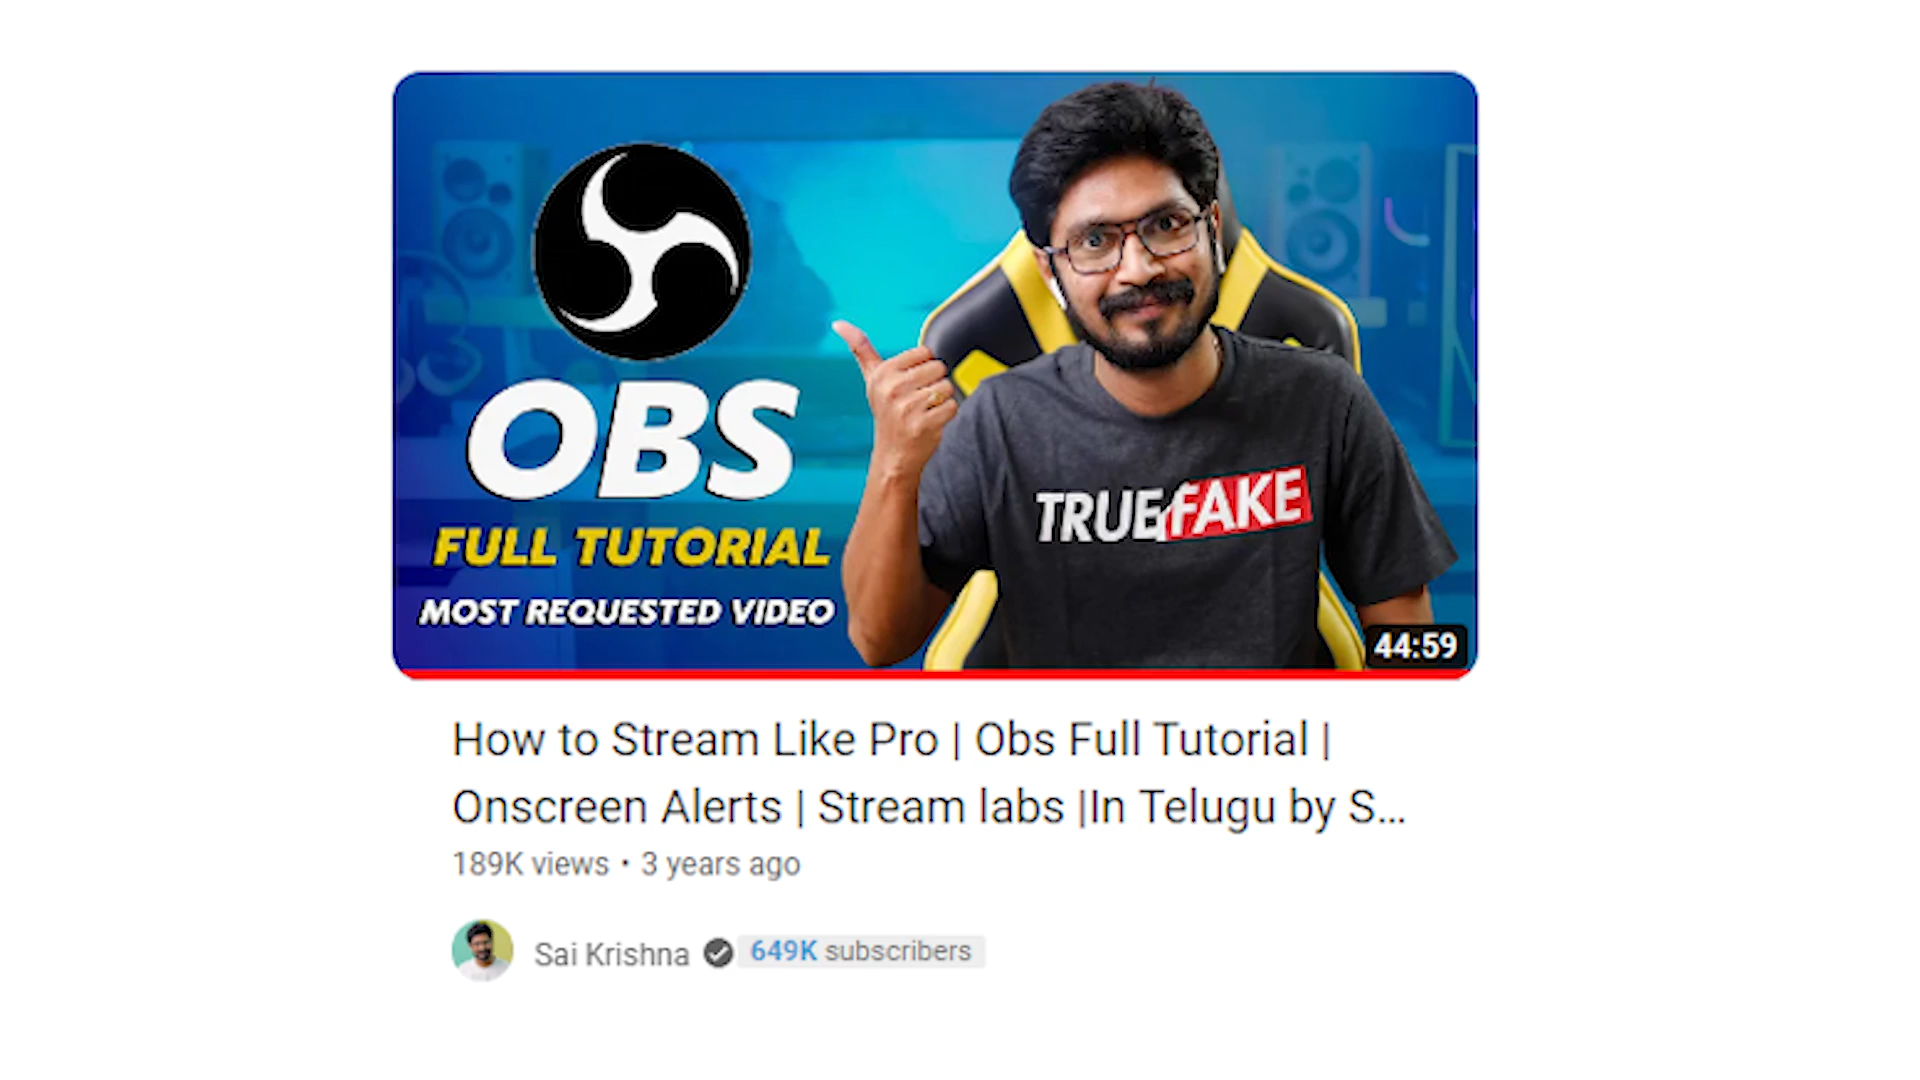 OBS
FULL TUTORIAL
MOST REQUESTED VIDEO
TRUE FAKE
44:59
How to Stream Like Pro | Obs Full Tutorial |
Onscreen Alerts | Stream labs |In Telugu by S...
189K views • 3 years ago
Sai Krishna 649K subscribers